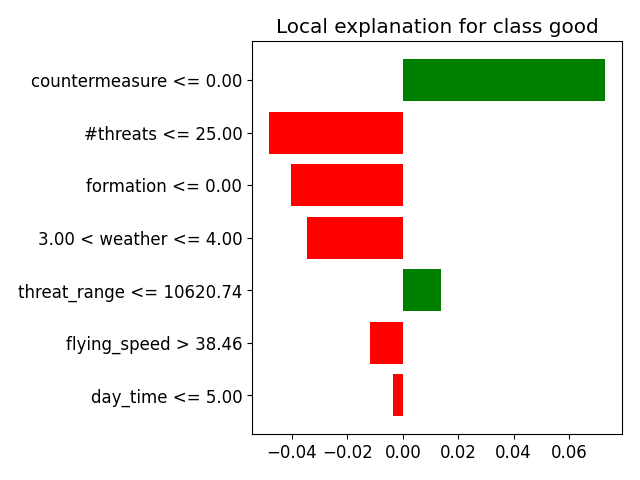 Local explanation for class good
countermeasure <= 0.00
#threats <= 25.00
formation <= 0.00
3.00 < weather <= 4.00
threat_range <= 10620.74
flying_speed > 38.46
day_time <= 5.00
−0.04 −0.02 0.00 0.02 0.04 0.06